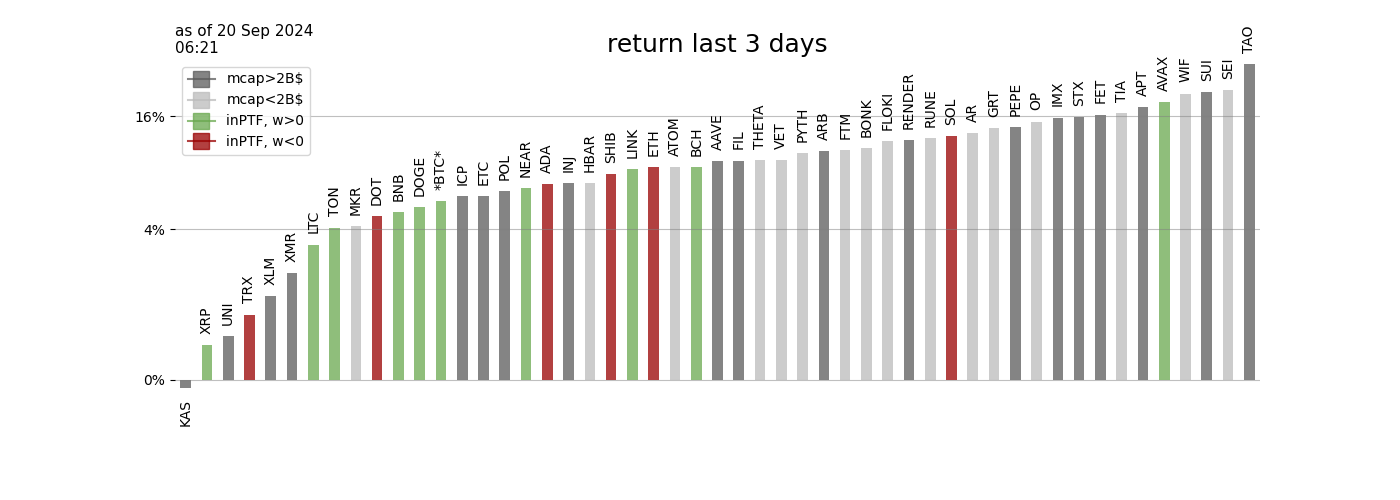 as of 20 Sep 2024
06:21
return last 3 days
mcap>2B$
mcap<2B$
inPTF, w>0
inPTF, w<0
16%
4%
0%
KAS
XRP
UNI
TRX
XLM
XMR
LTC
TON
MKR
DOT
BNB
DOGE
*BTC*
ICP
ETC
POL
NEAR
ADA
INJ
HBAR
SHIB
LINK
ETH
ATOM
BCH
AAVE
FIL
THETA
VET
PYTH
ARB
FTM
BONK
FLOKI
RENDER
RUNE
SOL
AR
GRT
PEPE
OP
IMX
STX
FET
TIA
APT
AVAX
WIF
SUI
SEI
TAO